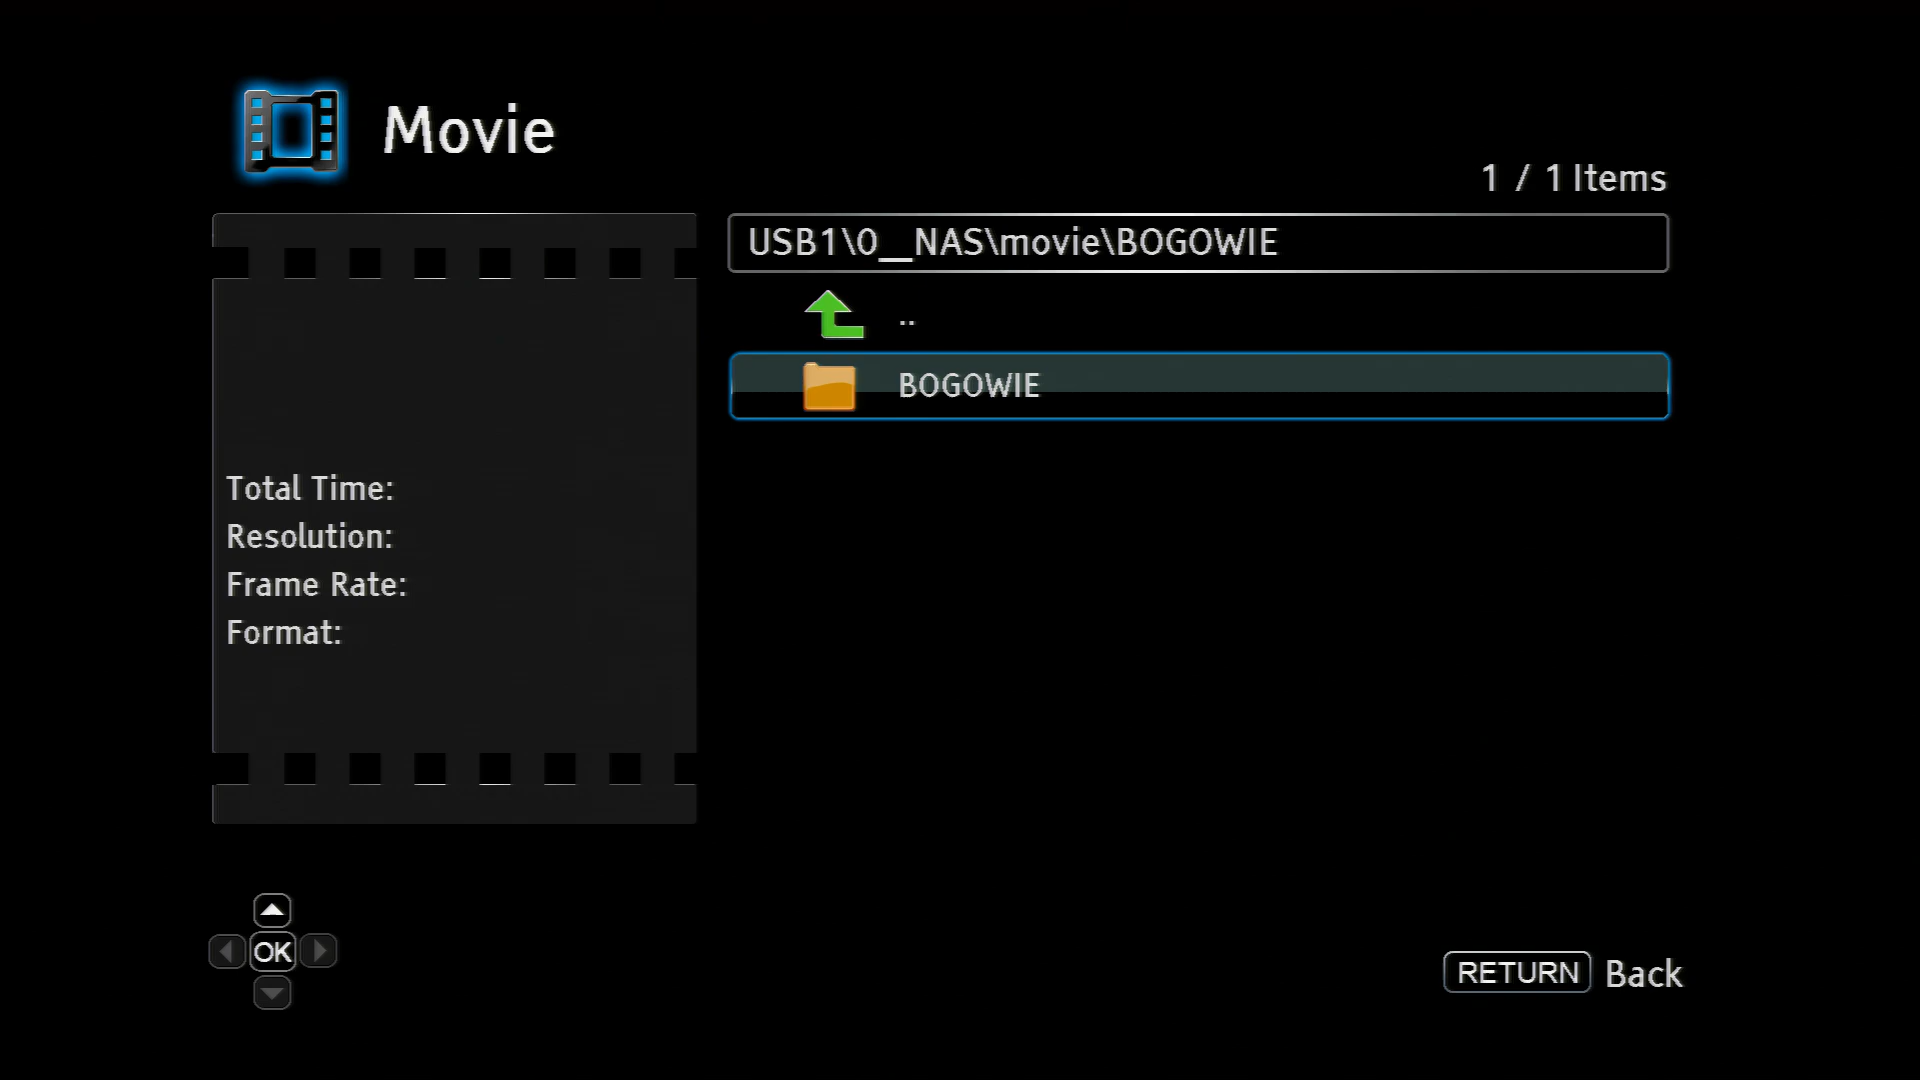 Movie
1 / 1 Items
USB1\0__NAS\movie\BOGOWIE
..
BOGOWIE
Total Time:
Resolution:
Frame Rate:
Format:
OK
RETURN Back